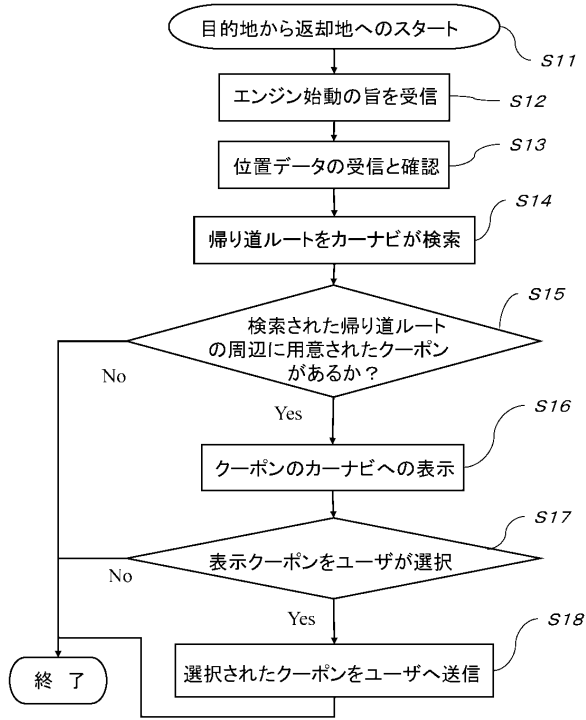 目的地から返却地へのスタート
S11
エンジン始動の旨を受信
S12
位置データの受信と確認
S13
帰り道ルートをカーナビが検索
S14
検索された帰り道ルート
の周辺に用意されたクーポン
があるか？
S15
No
Yes
クーポンのカーナビへの表示
S16
表示クーポンをユーザが選択
S17
No
Yes
選択されたクーポンをユーザへ送信
S18
終 了